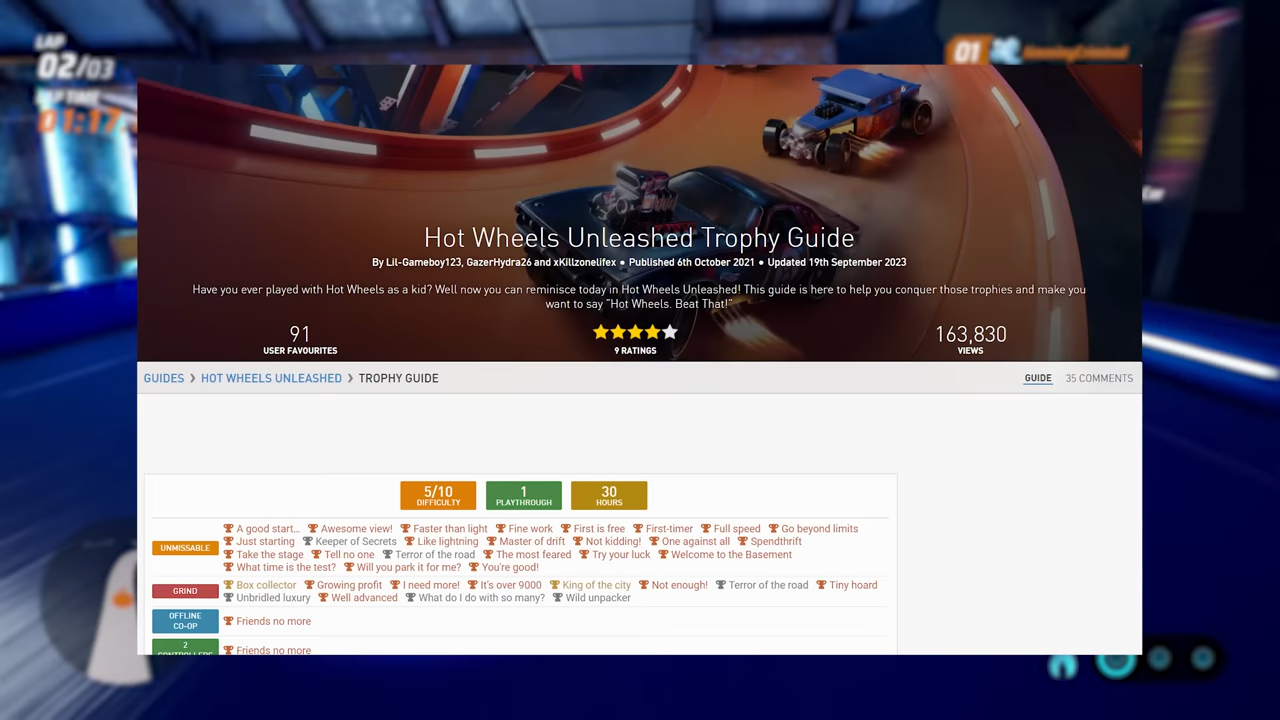 LAP
02/03
01:17
01
Hot Wheels Unleashed Trophy Guide
By Lil-Gameboy123, GazerHydra26 and xKillzonelifex • Published 6th October 2021 • Updated 19th September 2023
Have you ever played with Hot Wheels as a kid? Well now you can reminisce today in Hot Wheels Unleashed! This guide is here to help you conquer those trophies and make you
want to say "Hot Wheels. Beat That!"
91
USER FAVOURITES
9 RATINGS
163,830
VIEWS
GUIDES > HOT WHEELS UNLEASHED > TROPHY GUIDE
GUIDE 35 COMMENTS
5/10
DIFFICULTY
1
PLAYTHROUGH
30
HOURS
UNMISSABLE
A good start... Awesome view! Faster than light Fine work First is free First-timer Full speed Go beyond limits
Just starting Keeper of Secrets Like lightning Master of drift Not kidding! One against all Spendthrift
Take the stage Tell no one Terror of the road The most feared Try your luck Welcome to the Basement
What time is the test? Will you park it for me? You're good!
GRIND
Box collector Growing profit I need more! It's over 9000 King of the city Not enough! Terror of the road Tiny hoard
Unbridled luxury Well advanced What do I do with so many? Wild unpacker
OFFLINE
CO-OP
Friends no more
2
CONTROLLERS
Friends no more